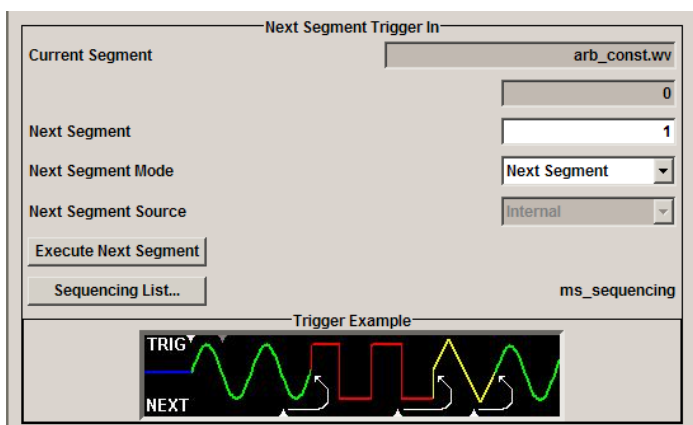 Next Segment Trigger In
Current Segment arb_const.wv
0
Next Segment 1
Next Segment Mode Next Segment
Next Segment Source Internal
Execute Next Segment
Sequencing List... ms_sequencing
Trigger Example
TRIG
NEXT